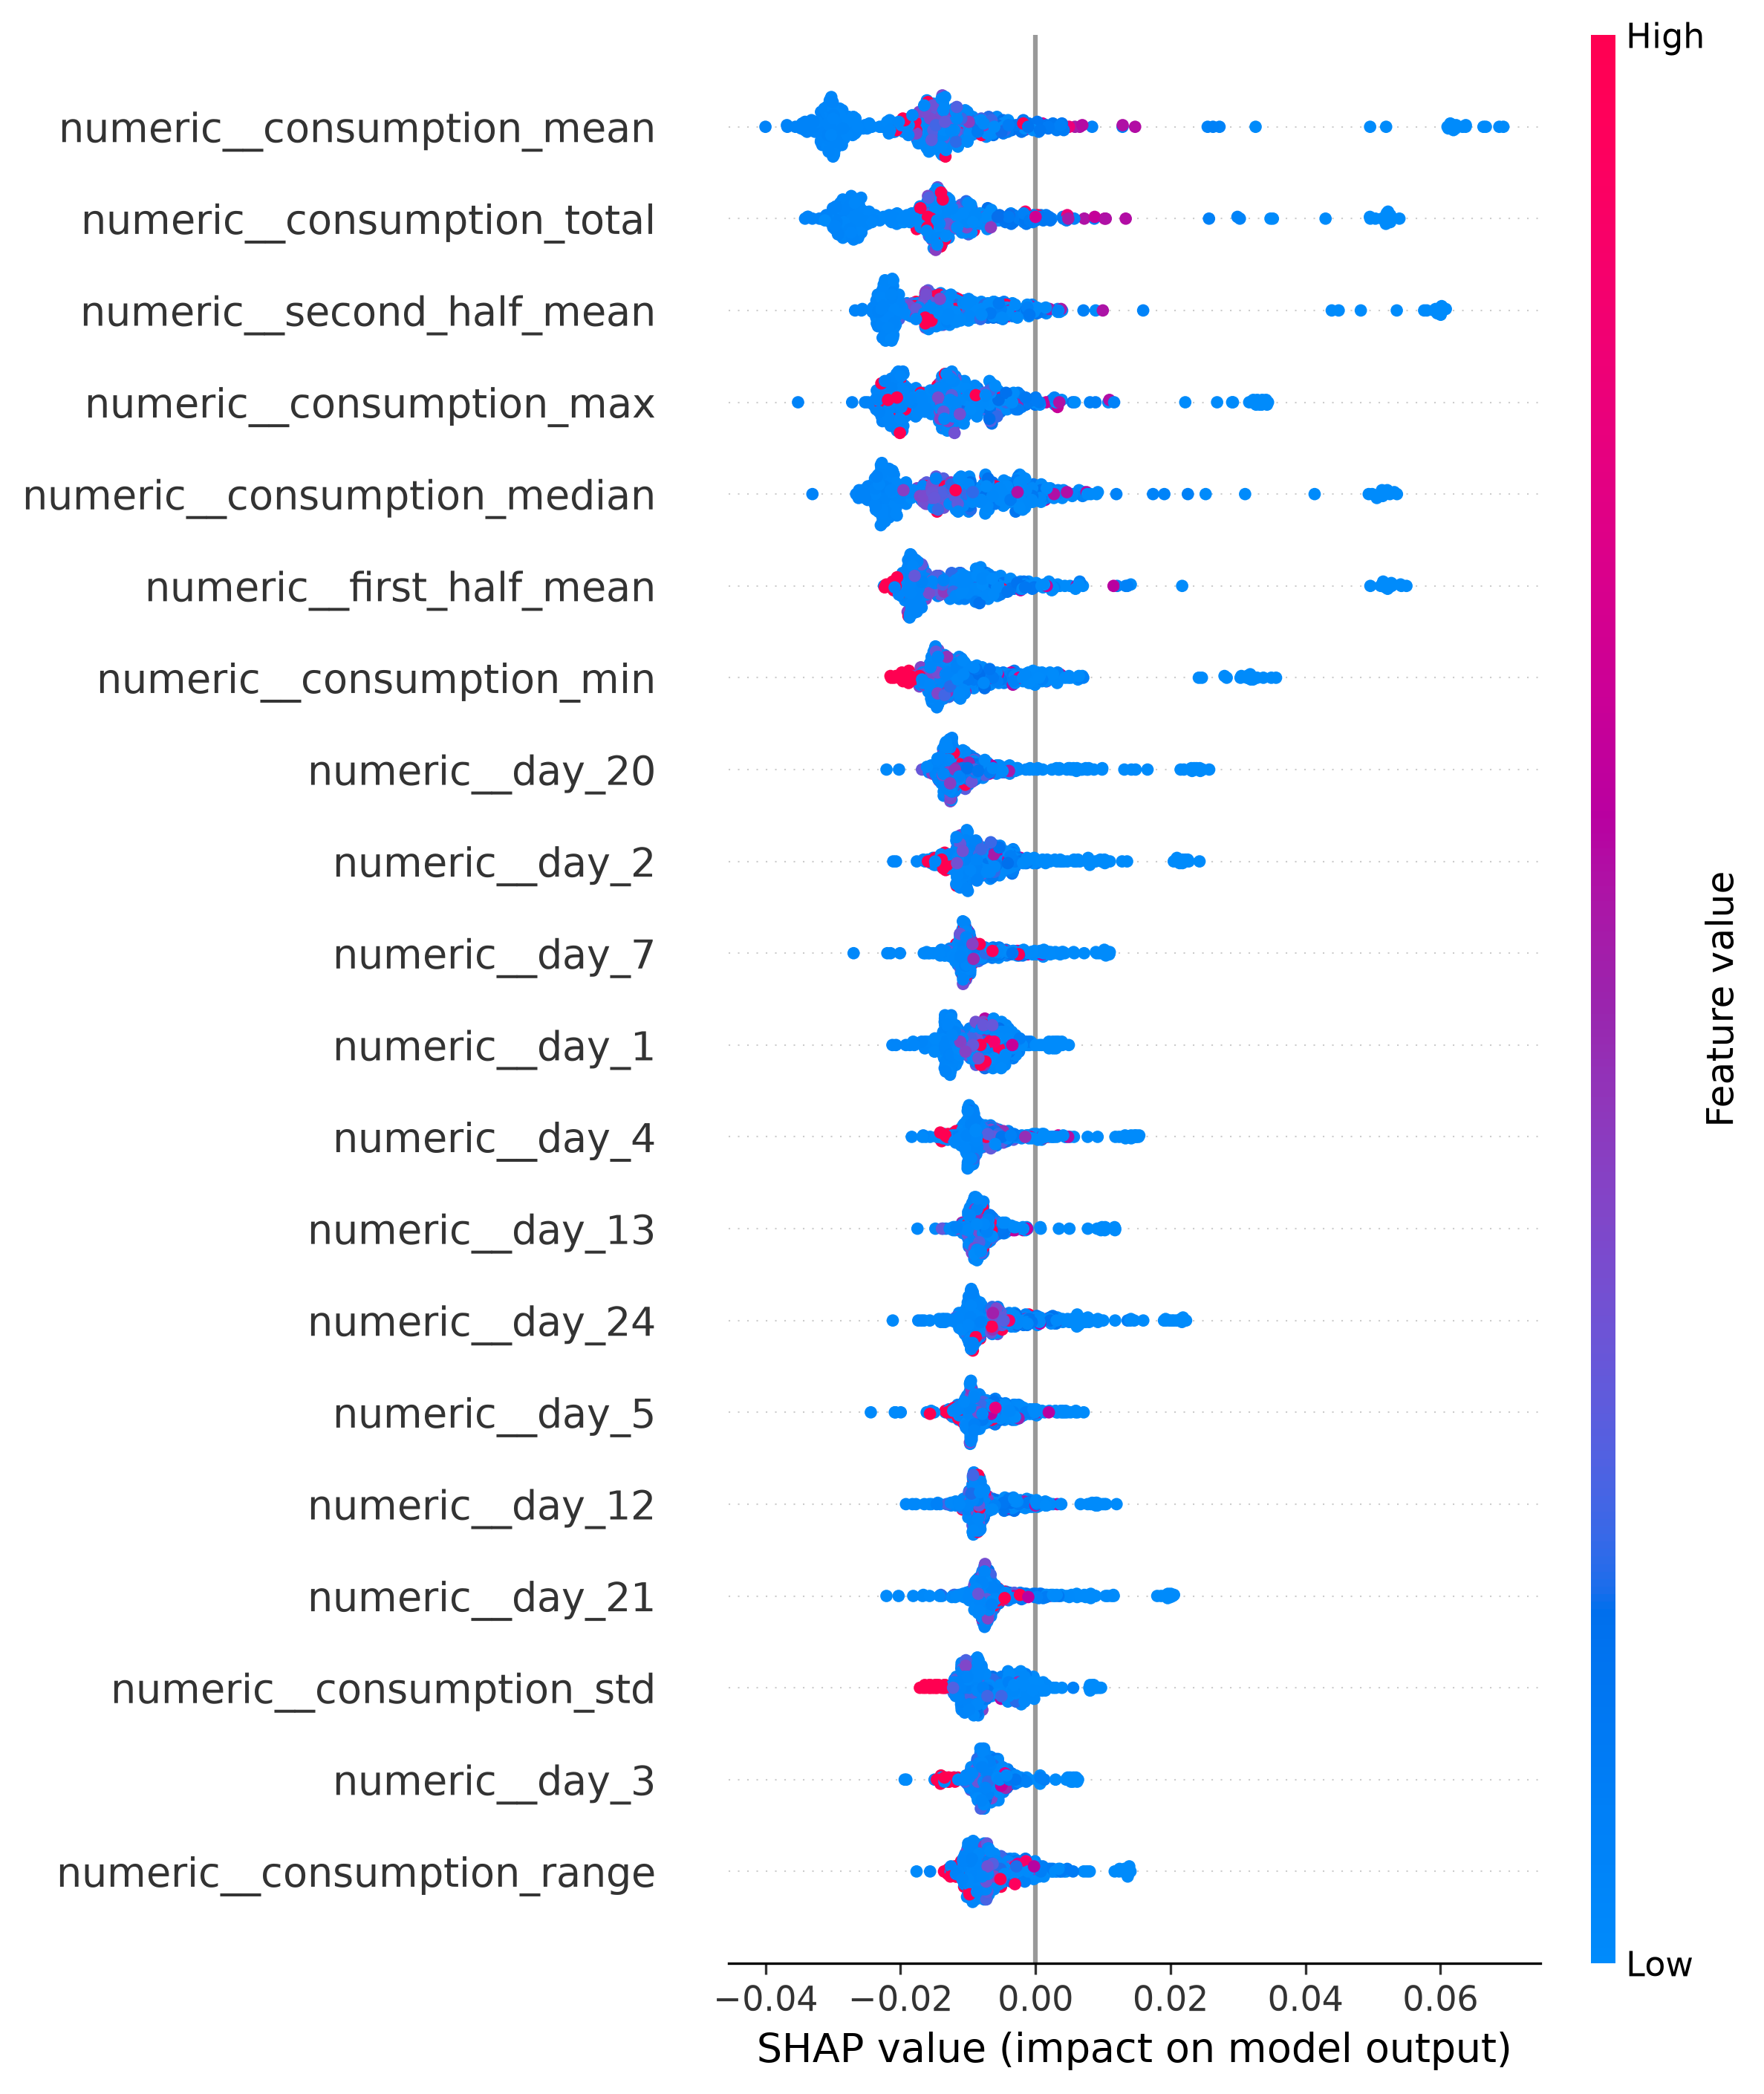 High
numeric__consumption_mean
numeric__consumption_total
numeric__second_half_mean
numeric__consumption_max
numeric__consumption_median
numeric__first_half_mean
numeric__consumption_min
numeric__day_20
numeric__day_2
numeric__day_7
numeric__day_1
numeric__day_4
numeric__day_13
numeric__day_24
numeric__day_5
numeric__day_12
numeric__day_21
numeric__consumption_std
numeric__day_3
numeric__consumption_range
Feature value
Low
−0.04 −0.02 0.00 0.02 0.04 0.06
SHAP value (impact on model output)